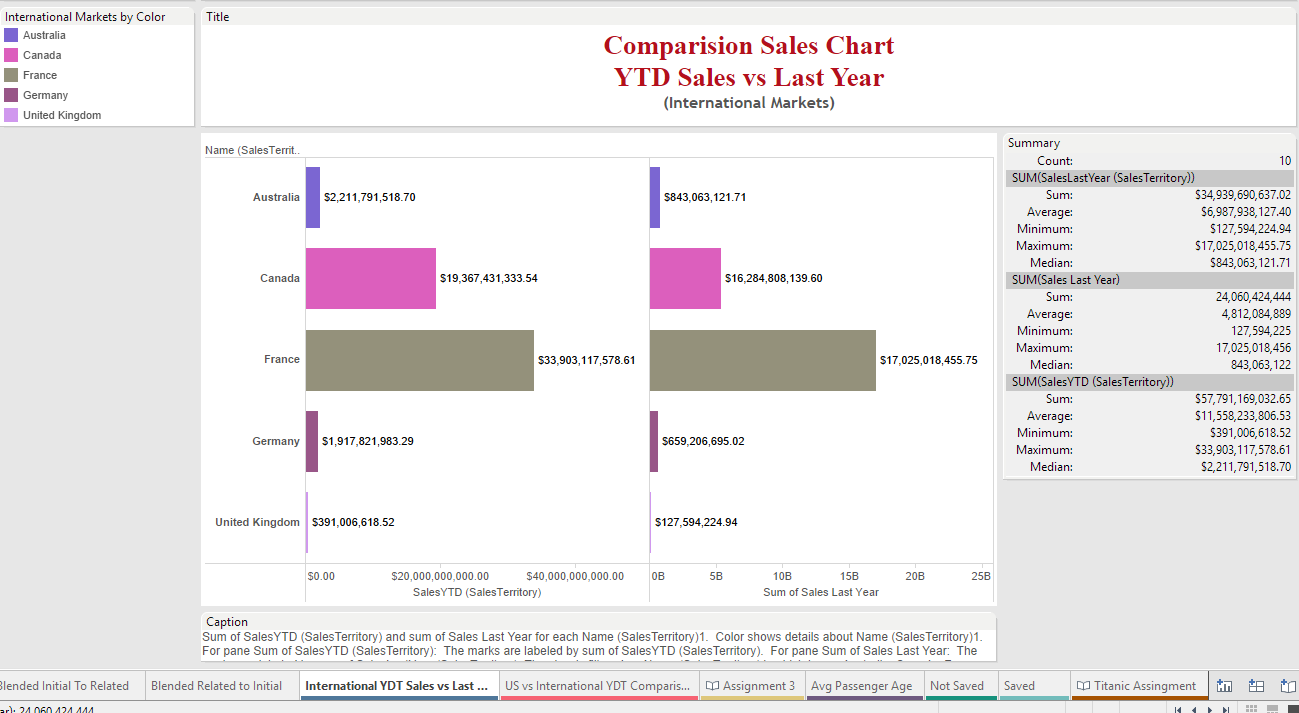 International Markets by Color
Australia
Canada
France
Germany
United Kingdom
Title
Comparision Sales Chart
YTD Sales vs Last Year
(International Markets)
Name (SalesTerrit..
Australia $2,211,791,518.70 $843,063,121.71
Canada $19,367,431,333.54 $16,284,808,139.60
France $33,903,117,578.61 $17,025,018,455.75
Germany $1,917,821,983.29 $659,206,695.02
United Kingdom $391,006,618.52 $127,594,224.94
$0.00 $20,000,000,000.00 $40,000,000,000.00 0B 5B 10B 15B 20B 25B
SalesYTD (SalesTerritory) Sum of Sales Last Year
Summary
Count: 10
SUM(SalesLastYear (SalesTerritory))
Sum: $34,939,690,637.02
Average: $6,987,938,127.40
Minimum: $127,594,224.94
Maximum: $17,025,018,455.75
Median: $843,063,121.71
SUM(Sales Last Year)
Sum: 24,060,424,444
Average: 4,812,084,889
Minimum: 127,594,225
Maximum: 17,025,018,456
Median: 843,063,122
SUM(SalesYTD (SalesTerritory))
Sum: $57,791,169,032.65
Average: $11,558,233,806.53
Minimum: $391,006,618.52
Maximum: $33,903,117,578.61
Median: $2,211,791,518.70
Caption
Sum of SalesYTD (SalesTerritory) and sum of Sales Last Year for each Name (SalesTerritory)1. Color shows details about Name (SalesTerritory)1.
For pane Sum of SalesYTD (SalesTerritory): The marks are labeled by sum of SalesYTD (SalesTerritory). For pane Sum of Sales Last Year: The
Blended Initial To Related Blended Related to Initial International YDT Sales vs Last ... US vs International YDT Comparis... Assignment 3 Avg Passenger Age Not Saved Saved Titanic Assingment
ar): 24,060,424,444